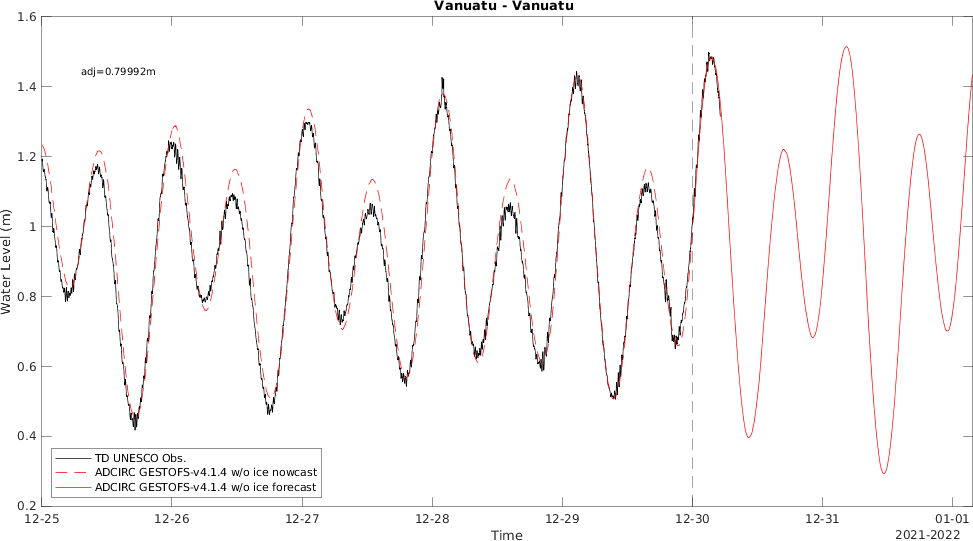 Vanuatu - Vanuatu
1.6
1.4
1.2
1
0.8
0.6
0.4
0.2
Water Level (m)
adj=0.79992m
TD UNESCO Obs.
ADCIRC GESTOFS-v4.1.4 w/o ice nowcast
ADCIRC GESTOFS-v4.1.4 w/o ice forecast
12-25 12-26 12-27 12-28 12-29 12-30 12-31 01-01
Time
2021-2022